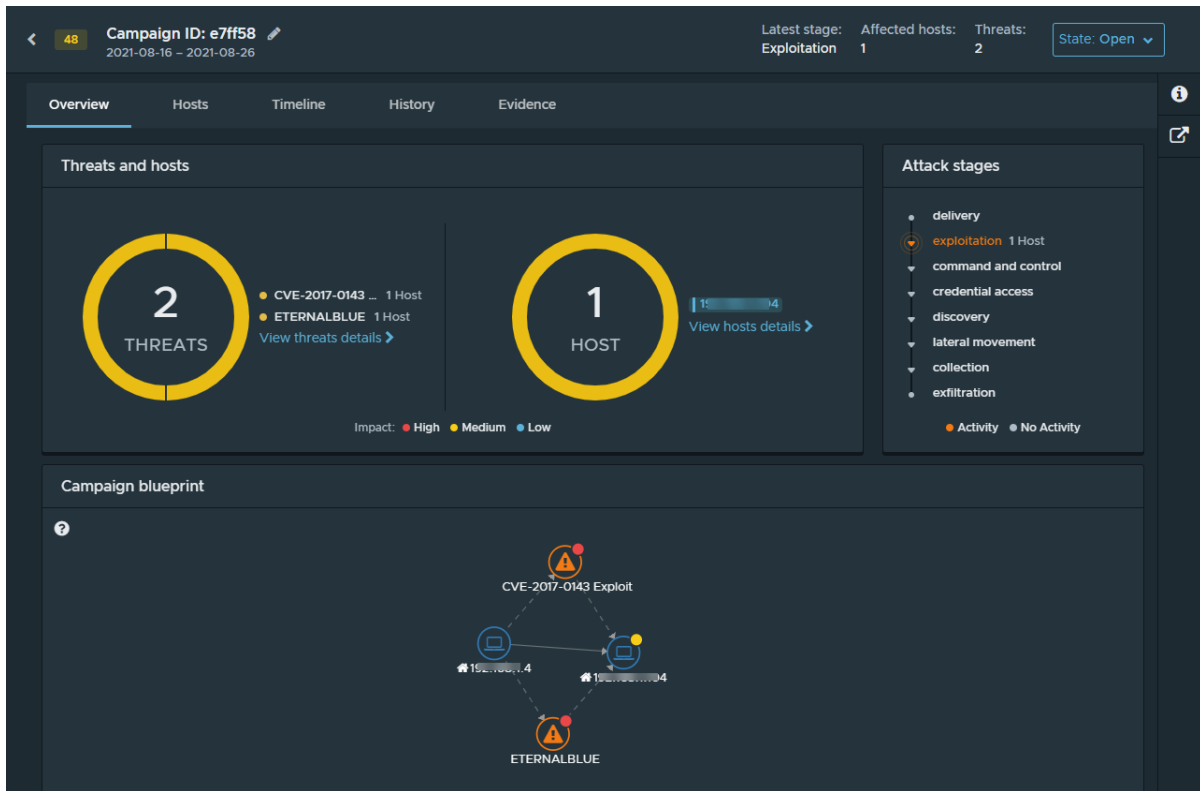 48
Campaign ID: e7ff58
2021-08-16 – 2021-08-26
Latest stage:
Exploitation
Affected hosts:
1
Threats:
2
State: Open
Overview Hosts Timeline History Evidence
Threats and hosts
2
THREATS
CVE-2017-0143 ... 1 Host
ETERNALBLUE 1 Host
View threats details
1
HOST
View hosts details
Impact: High Medium Low
Attack stages
delivery
exploitation 1 Host
command and control
credential access
discovery
lateral movement
collection
exfiltration
Activity No Activity
Campaign blueprint
CVE-2017-0143 Exploit
ETERNALBLUE